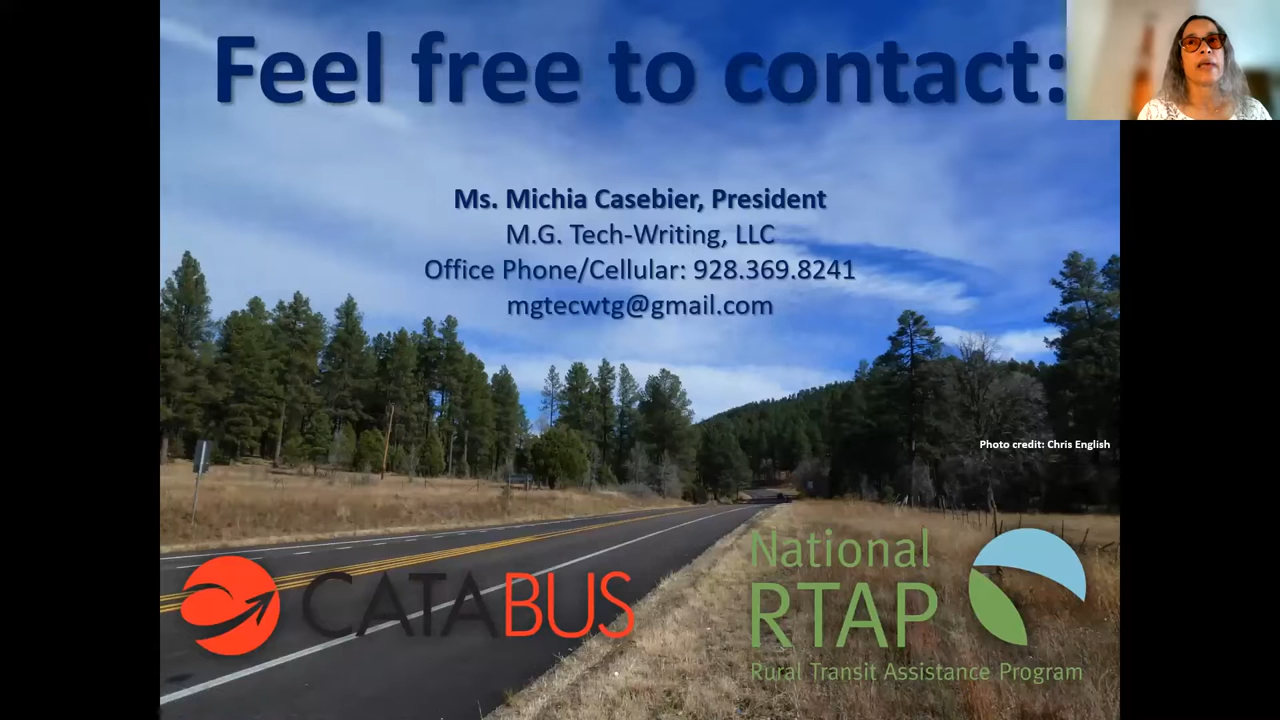 Feel free to contact:
Ms. Michia Casebier, President
M.G. Tech-Writing, LLC
Office Phone/Cellular: 928.369.8241
mgtecwtg@gmail.com
Photo credit: Chris English
CATABUS
National
RTAP
Rural Transit Assistance Program